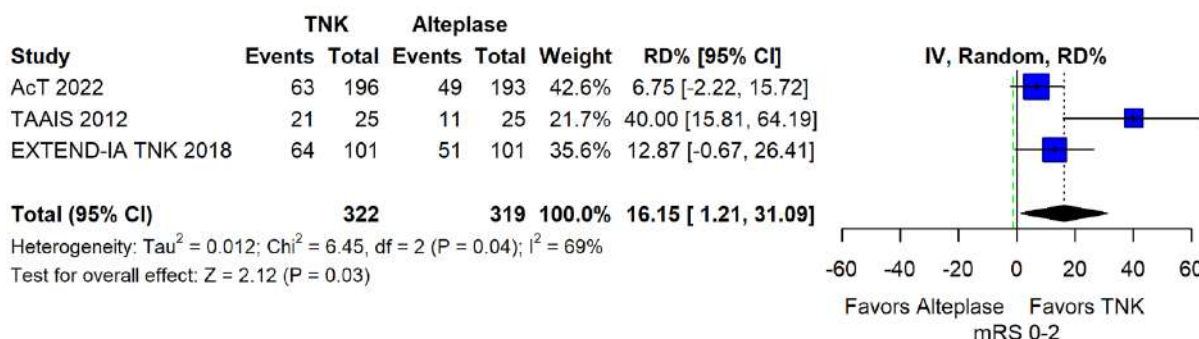 TNK Alteplase
Study Events Total Events Total Weight RD% [95% CI] IV, Random, RD%
AcT 2022 63 196 49 193 42.6% 6.75 [-2.22, 15.72]
TAAIS 2012 21 25 11 25 21.7% 40.00 [15.81, 64.19]
EXTEND-IA TNK 2018 64 101 51 101 35.6% 12.87 [-0.67, 26.41]
Total (95% CI) 322 319 100.0% 16.15 [ 1.21, 31.09]
Heterogeneity: Tau² = 0.012; Chi² = 6.45, df = 2 (P = 0.04); I² = 69%
Test for overall effect: Z = 2.12 (P = 0.03)
-60 -40 -20 0 20 40 60
Favors Alteplase Favors TNK
mRS 0-2